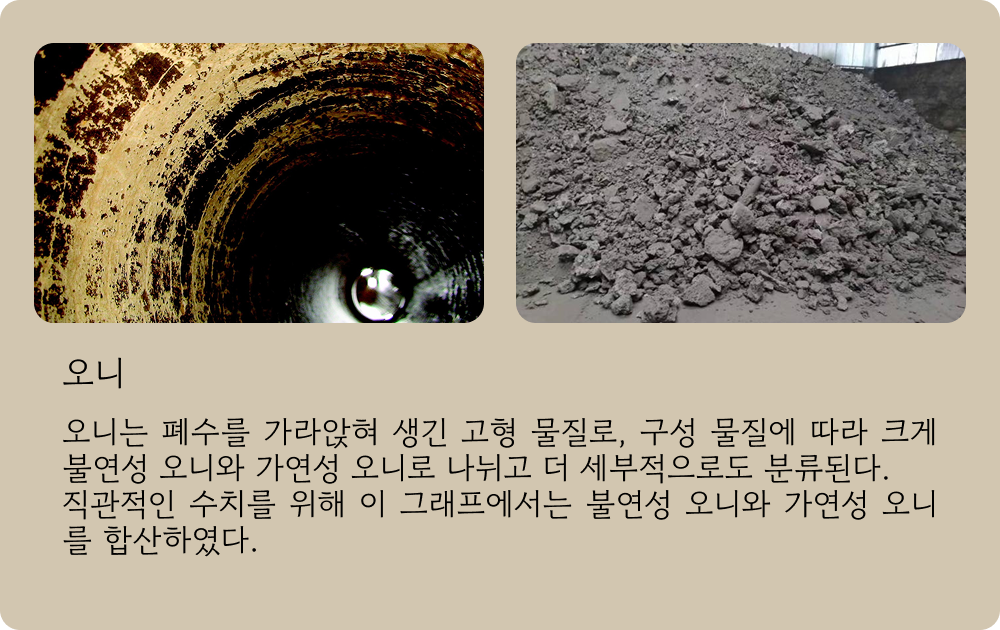 오니
오니는 폐수를 가라앉혀 생긴 고형 물질로, 구성 물질에 따라 크게
불연성 오니와 가연성 오니로 나뉘고 더 세부적으로도 분류된다.
직관적인 수치를 위해 이 그래프에서는 불연성 오니와 가연성 오니
를 합산하였다.